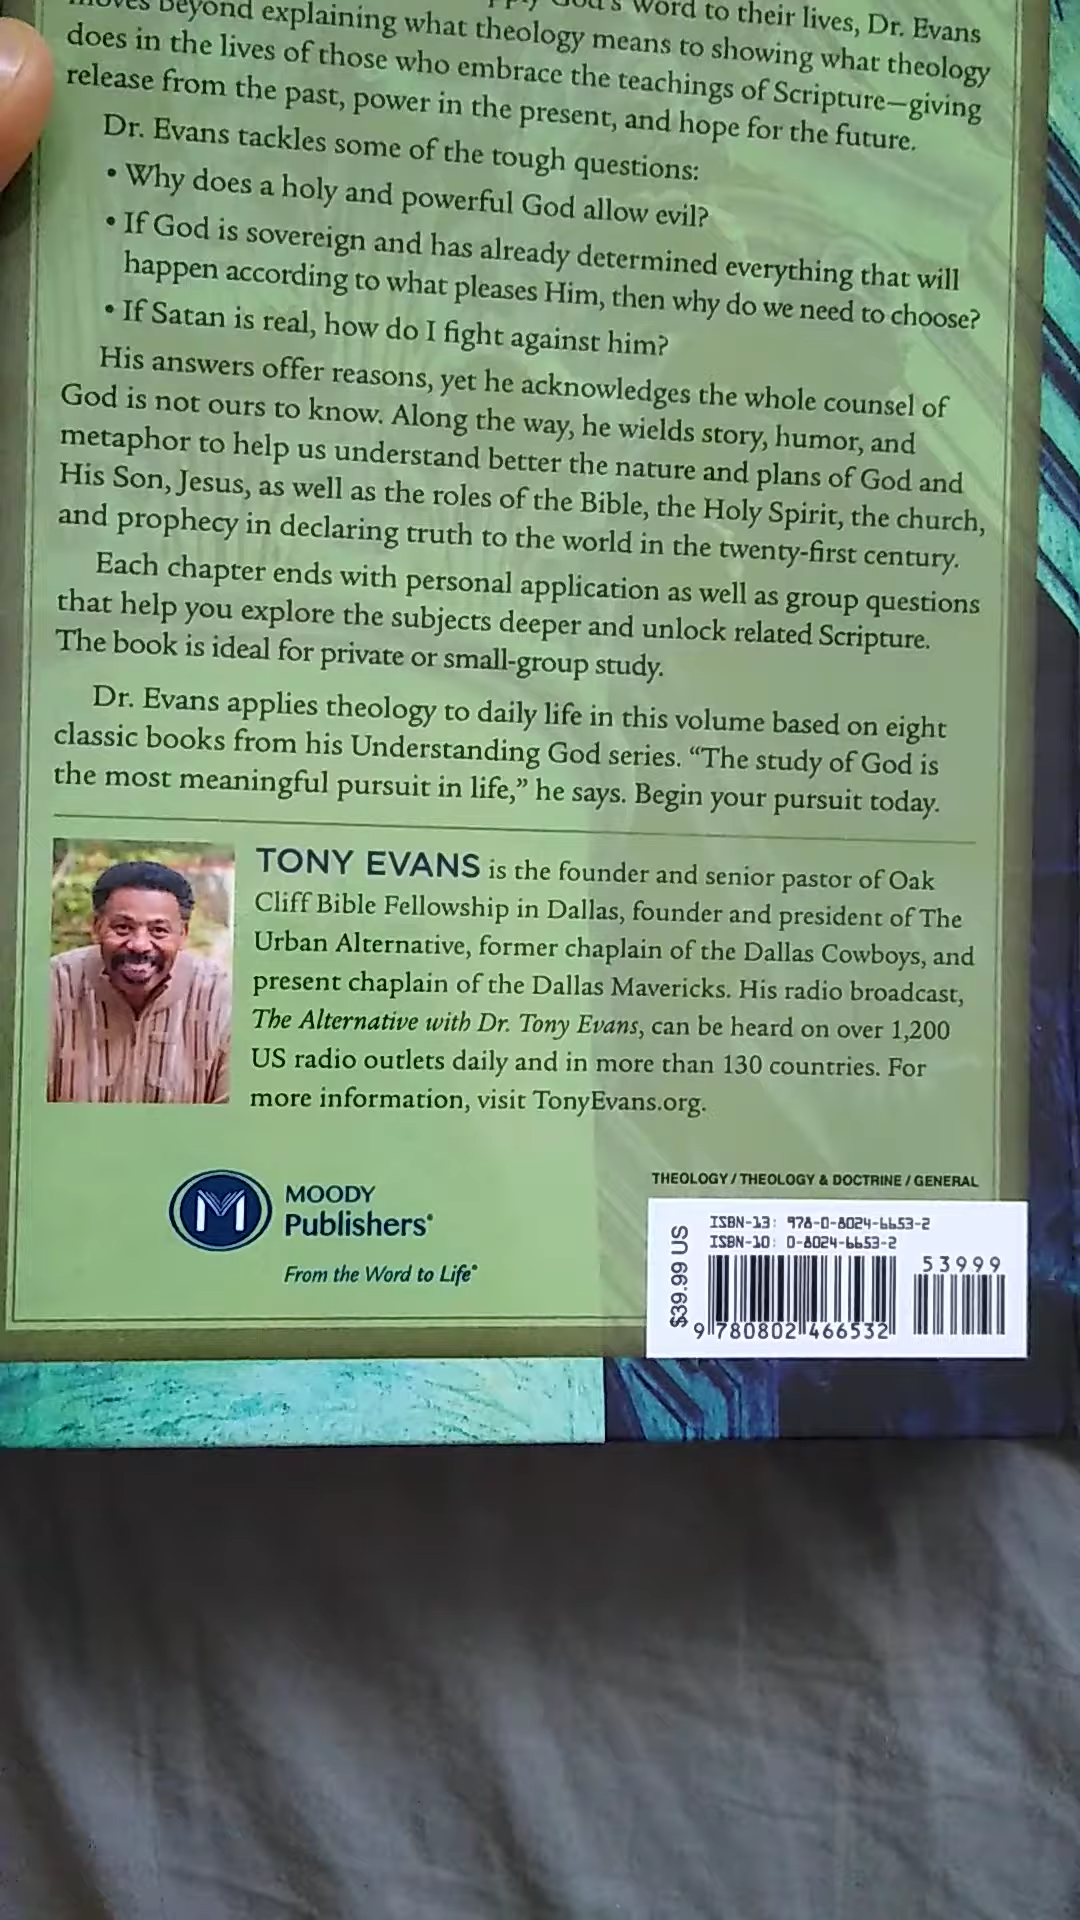 beyond explaining what theology means to showing what theology
God's word to their lives, Dr. Evans
does in the lives of those who embrace the teachings of Scripture—giving
release from the past, power in the present, and hope for the future.
Dr. Evans tackles some of the tough questions:
• Why does a holy and powerful God allow evil?
• If God is sovereign and has already determined everything that will
happen according to what pleases Him, then why do we need to choose?
• If Satan is real, how do I fight against him?
His answers offer reasons, yet he acknowledges the whole counsel of
God is not ours to know. Along the way, he wields story, humor, and
metaphor to help us understand better the nature and plans of God and
His Son, Jesus, as well as the roles of the Bible, the Holy Spirit, the church,
and prophecy in declaring truth to the world in the twenty-first century.
Each chapter ends with personal application as well as group questions
that help you explore the subjects deeper and unlock related Scripture.
The book is ideal for private or small-group study.
Dr. Evans applies theology to daily life in this volume based on eight
classic books from his Understanding God series. “The study of God is
the most meaningful pursuit in life,” he says. Begin your pursuit today.
TONY EVANS is the founder and senior pastor of Oak
Cliff Bible Fellowship in Dallas, founder and president of The
Urban Alternative, former chaplain of the Dallas Cowboys, and
present chaplain of the Dallas Mavericks. His radio broadcast,
The Alternative with Dr. Tony Evans, can be heard on over 1,200
US radio outlets daily and in more than 130 countries. For
more information, visit TonyEvans.org.
MOODY
Publishers®
From the Word to Life®
THEOLOGY / THEOLOGY & DOCTRINE / GENERAL
ISBN-13: 978-0-8024-6653-2
ISBN-10: 0-8024-6653-2
53999
$39.99 US
9 780802 466532